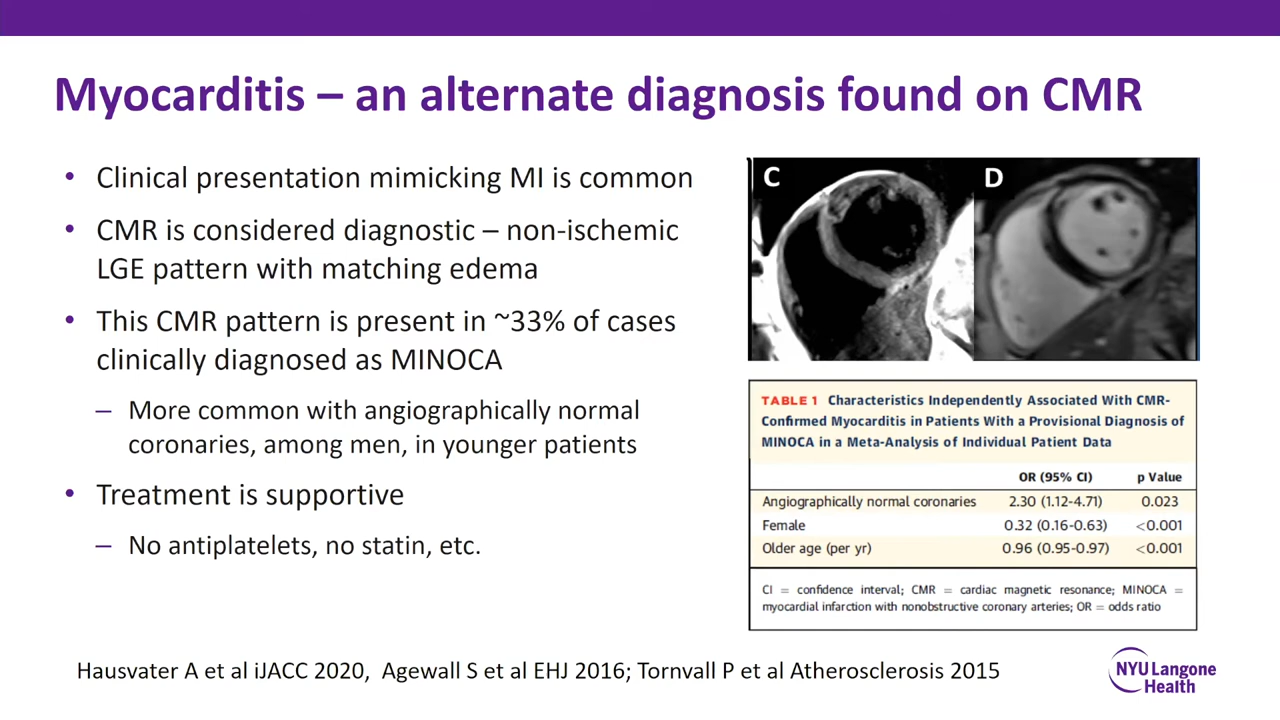 Myocarditis – an alternate diagnosis found on CMR
• Clinical presentation mimicking MI is common
• CMR is considered diagnostic – non-ischemic
LGE pattern with matching edema
• This CMR pattern is present in ~33% of cases
clinically diagnosed as MINOCA
– More common with angiographically normal
coronaries, among men, in younger patients
• Treatment is supportive
– No antiplatelets, no statin, etc.
C D
TABLE 1 Characteristics Independently Associated With CMR-
Confirmed Myocarditis in Patients With a Provisional Diagnosis of
MINOCA in a Meta-Analysis of Individual Patient Data
OR (95% CI) p Value
Angiographically normal coronaries 2.30 (1.12-4.71) 0.023
Female 0.32 (0.16-0.63) <0.001
Older age (per yr) 0.96 (0.95-0.97) <0.001
CI = confidence interval; CMR = cardiac magnetic resonance; MINOCA =
myocardial infarction with nonobstructive coronary arteries; OR = odds ratio
Hausvater A et al iJACC 2020, Agewall S et al EHJ 2016; Tornvall P et al Atherosclerosis 2015
NYU Langone
Health